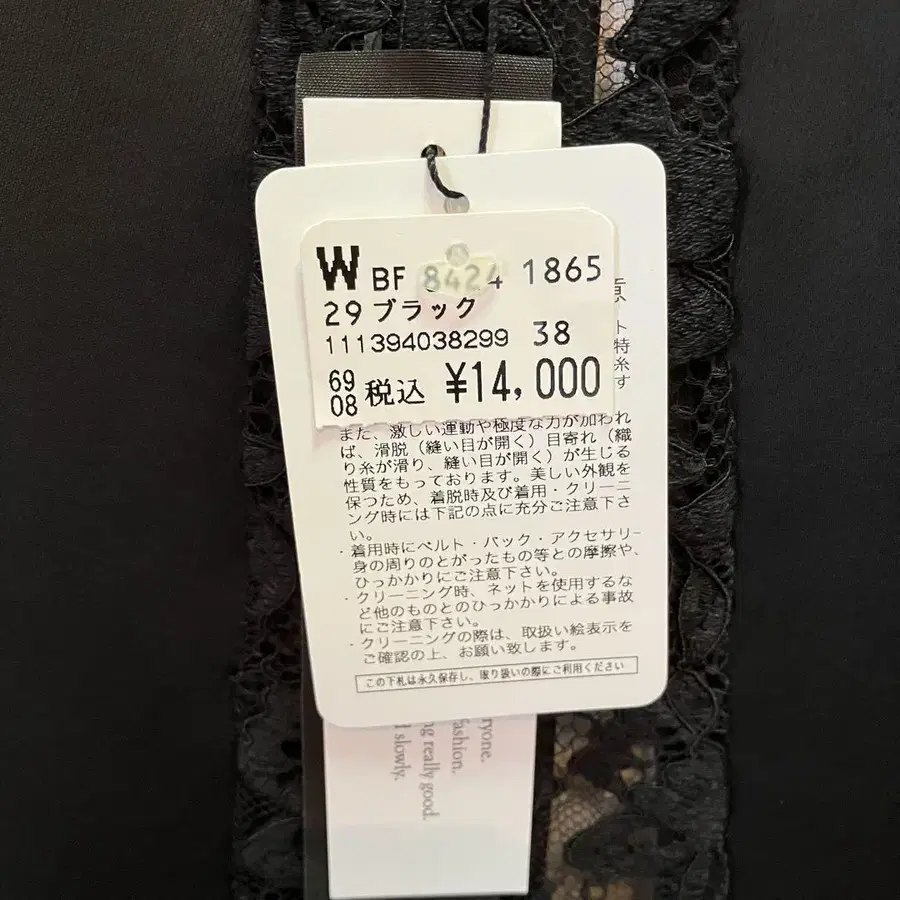 W BF 8424 1865
29 ブラック
111394038299 38
69
08 税込 ¥14,000
意
ト
特
糸
す
また、激しい運動や極度な力が加われ
ば、滑脱（縫い目が開く）目寄れ（織
り糸が滑り、縫い目が開く）が生じる
性質をもっております。美しい外観を
保つため、着脱時及び着用・クリーニ
ング時には下記の点に充分ご注意下さ
い。
・着用時にベルト・バック・アクセサリー
身の周りのとがったもの等との摩擦や、
ひっかかりにご注意下さい。
・クリーニング時、ネットを使用するな
ど他のものとのひっかかりによる事故
にご注意下さい。
・クリーニングの際は、取扱い絵表示を
ご確認の上、お願い致します。
この下札は永久保存し、取り扱いの際にご利用ください
ryone.
fashion.
ng really good.
slowly.